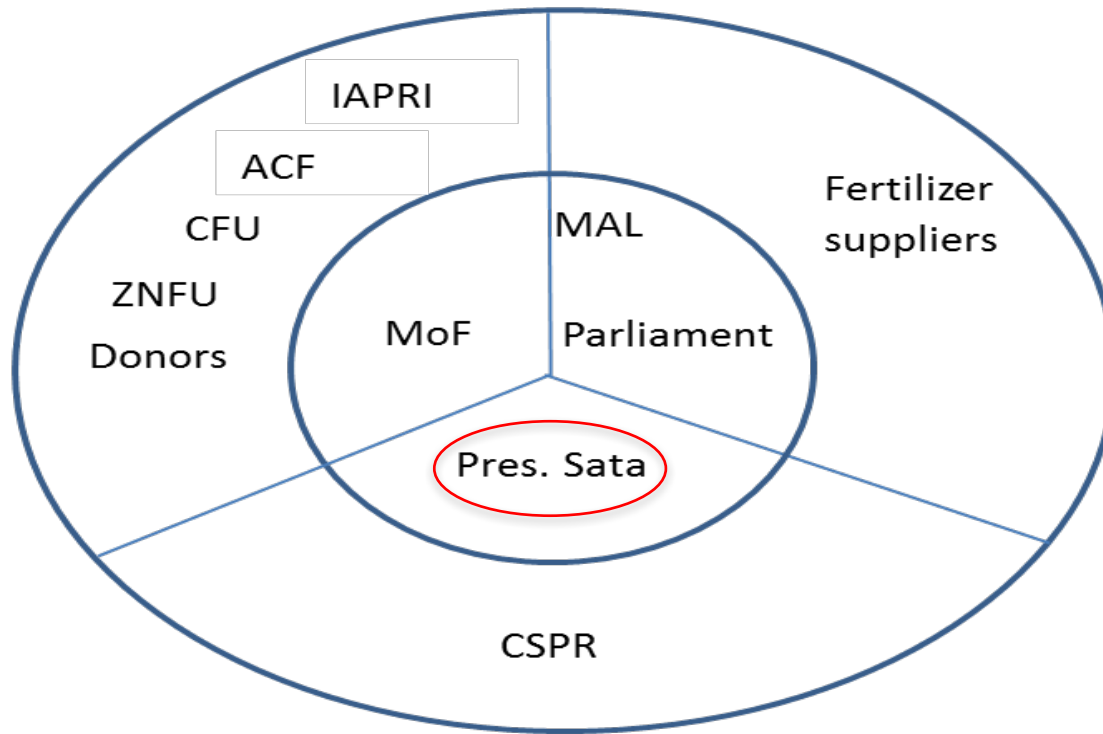 IAPRI
ACF
CFU
ZNFU
Donors
MoF
MAL
Parliament
Fertilizer
suppliers
Pres. Sata
CSPR